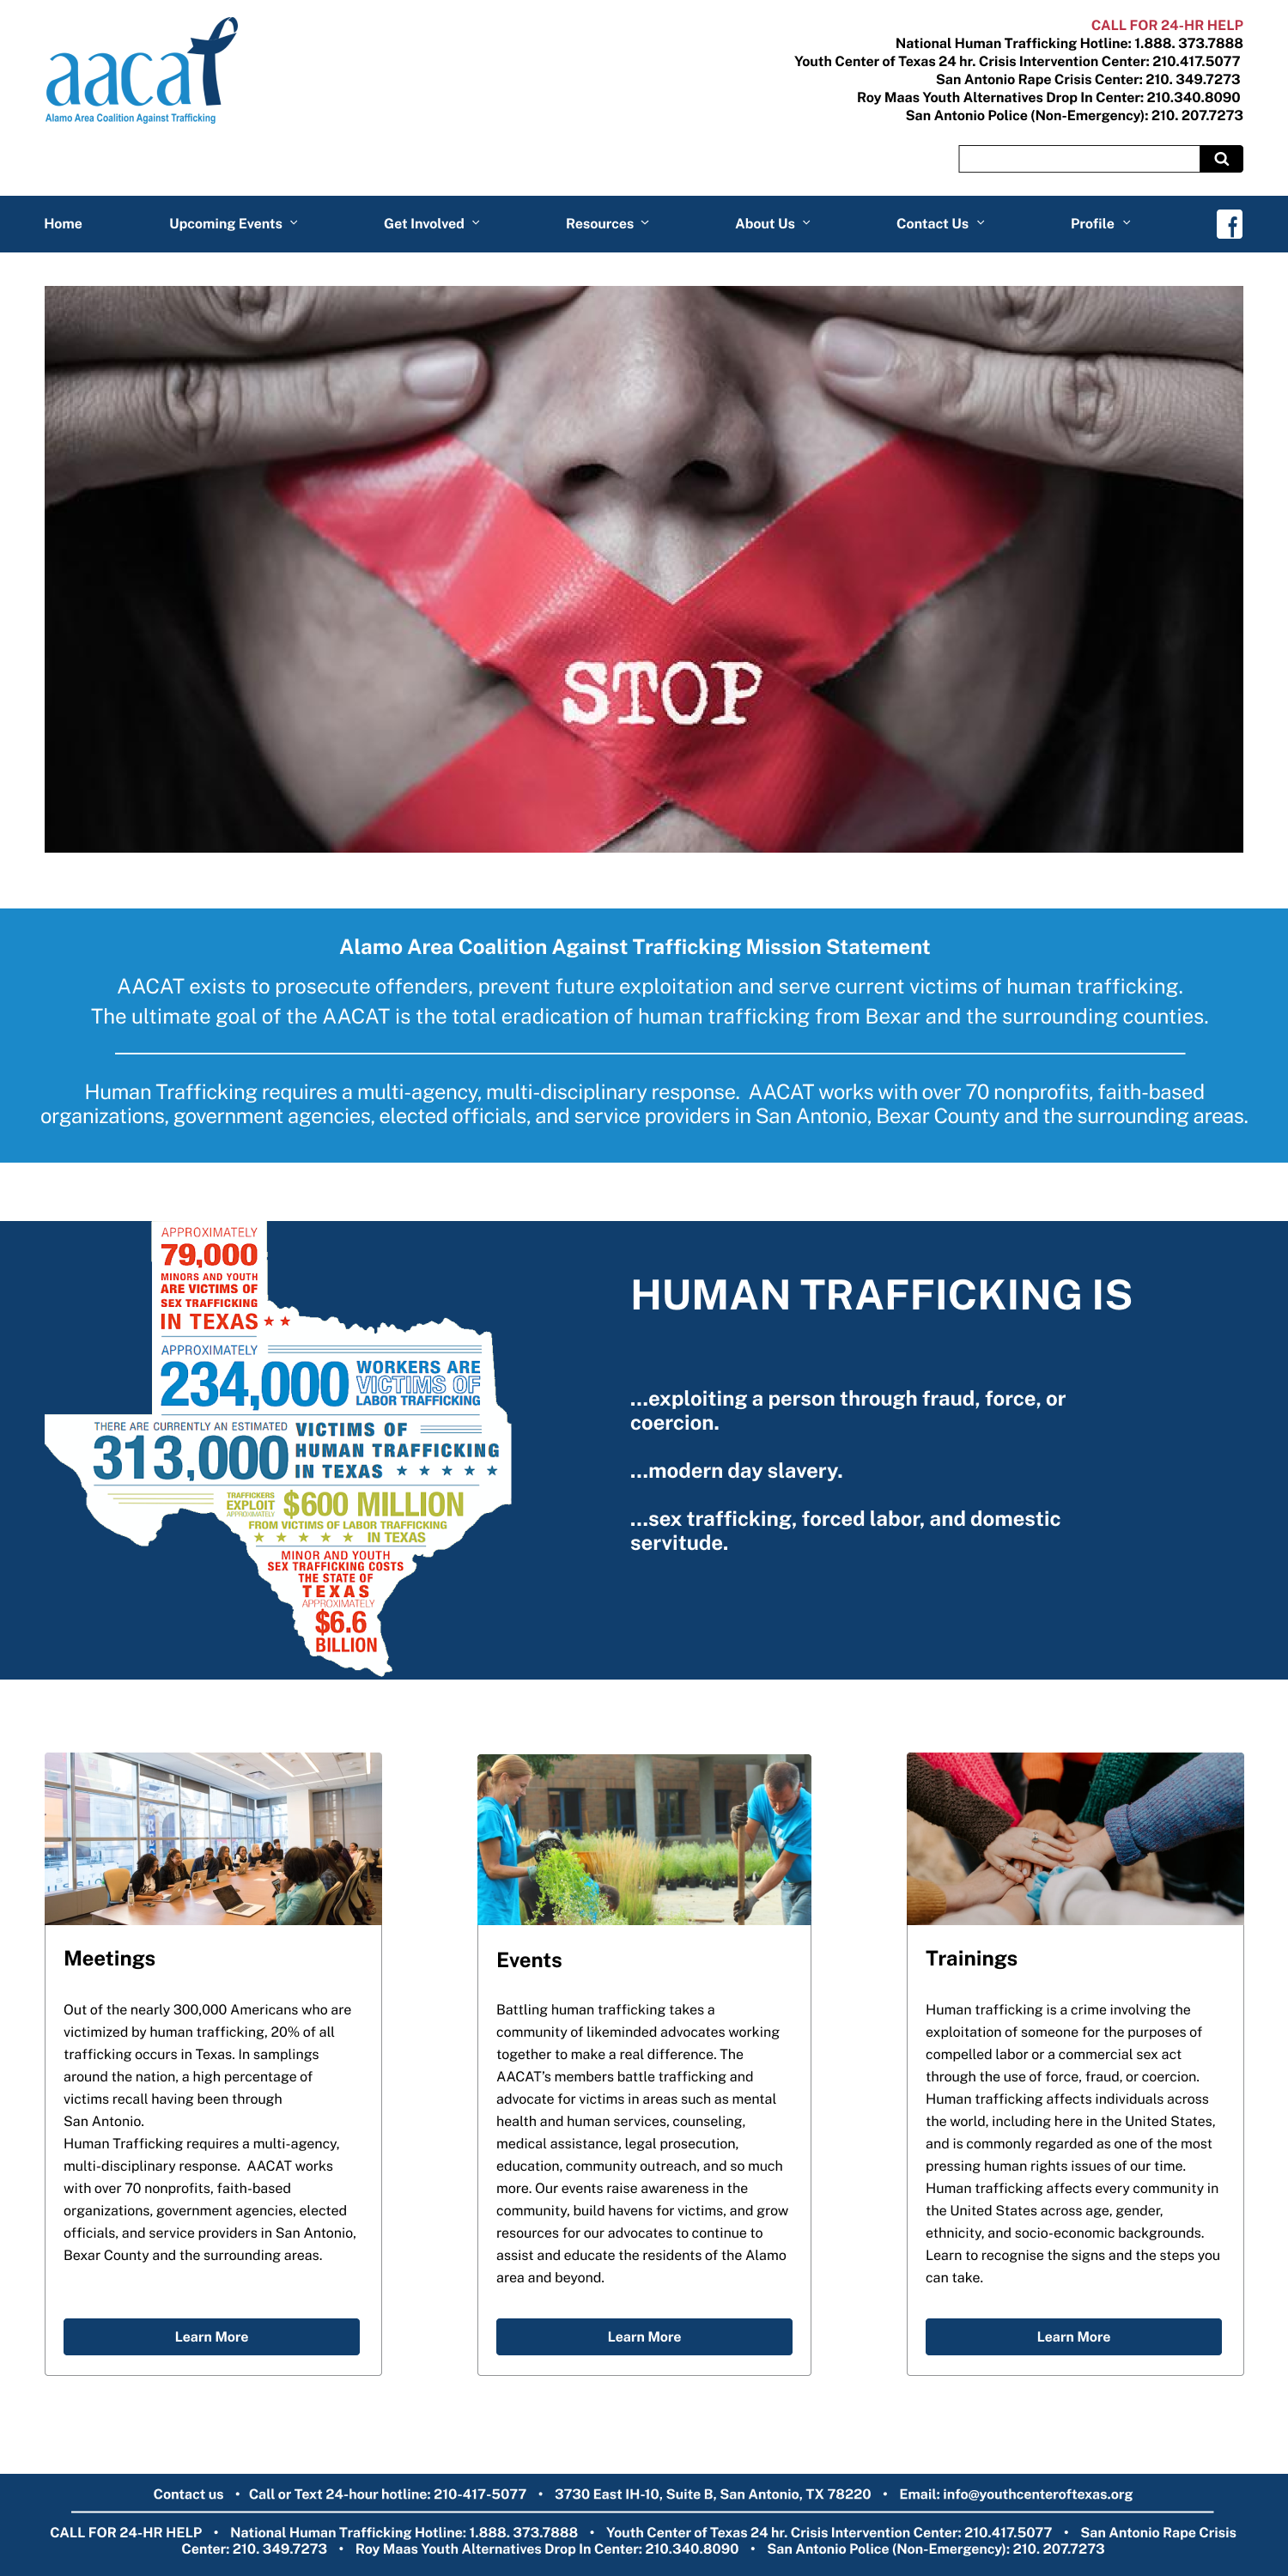 aacat
Alamo Area Coalition Against Trafficking
CALL FOR 24-HR HELP
National Human Trafficking Hotline: 1.888. 373.7888
Youth Center of Texas 24 hr. Crisis Intervention Center: 210.417.5077
San Antonio Rape Crisis Center: 210. 349.7273
Roy Maas Youth Alternatives Drop In Center: 210.340.8090
San Antonio Police (Non-Emergency): 210. 207.7273
Home Upcoming Events Get Involved Resources About Us Contact Us Profile
STOP
Alamo Area Coalition Against Trafficking Mission Statement
AACAT exists to prosecute offenders, prevent future exploitation and serve current victims of human trafficking.
The ultimate goal of the AACAT is the total eradication of human trafficking from Bexar and the surrounding counties.
Human Trafficking requires a multi-agency, multi-disciplinary response. AACAT works with over 70 nonprofits, faith-based
organizations, government agencies, elected officials, and service providers in San Antonio, Bexar County and the surrounding areas.
APPROXIMATELY
79,000
MINORS AND YOUTH
ARE VICTIMS OF
SEX TRAFFICKING
IN TEXAS
APPROXIMATELY
234,000
WORKERS ARE
VICTIMS OF
LABOR TRAFFICKING
THERE ARE CURRENTLY AN ESTIMATED
313,000
VICTIMS OF
HUMAN TRAFFICKING
IN TEXAS
TRAFFICKERS
EXPLOIT
APPROXIMATELY
$600 MILLION
FROM VICTIMS OF LABOR TRAFFICKING
IN TEXAS
MINOR AND YOUTH
SEX TRAFFICKING COSTS
THE STATE OF
TEXAS
APPROXIMATELY
$6.6
BILLION
HUMAN TRAFFICKING IS
...exploiting a person through fraud, force, or
coercion.
...modern day slavery.
...sex trafficking, forced labor, and domestic
servitude.
Meetings
Out of the nearly 300,000 Americans who are
victimized by human trafficking, 20% of all
trafficking occurs in Texas. In samplings
around the nation, a high percentage of
victims recall having been through
San Antonio.
Human Trafficking requires a multi-agency,
multi-disciplinary response. AACAT works
with over 70 nonprofits, faith-based
organizations, government agencies, elected
officials, and service providers in San Antonio,
Bexar County and the surrounding areas.
Learn More
Events
Battling human trafficking takes a
community of likeminded advocates working
together to make a real difference. The
AACAT's members battle trafficking and
advocate for victims in areas such as mental
health and human services, counseling,
medical assistance, legal prosecution,
education, community outreach, and so much
more. Our events raise awareness in the
community, build havens for victims, and grow
resources for our advocates to continue to
assist and educate the residents of the Alamo
area and beyond.
Learn More
Trainings
Human trafficking is a crime involving the
exploitation of someone for the purposes of
compelled labor or a commercial sex act
through the use of force, fraud, or coercion.
Human trafficking affects individuals across
the world, including here in the United States,
and is commonly regarded as one of the most
pressing human rights issues of our time.
Human trafficking affects every community in
the United States across age, gender,
ethnicity, and socio-economic backgrounds.
Learn to recognise the signs and the steps you
can take.
Learn More
Contact us • Call or Text 24-hour hotline: 210-417-5077 • 3730 East IH-10, Suite B, San Antonio, TX 78220 • Email: info@youthcenteroftexas.org
CALL FOR 24-HR HELP • National Human Trafficking Hotline: 1.888. 373.7888 • Youth Center of Texas 24 hr. Crisis Intervention Center: 210.417.5077 • San Antonio Rape Crisis
Center: 210. 349.7273 • Roy Maas Youth Alternatives Drop In Center: 210.340.8090 • San Antonio Police (Non-Emergency): 210. 207.7273